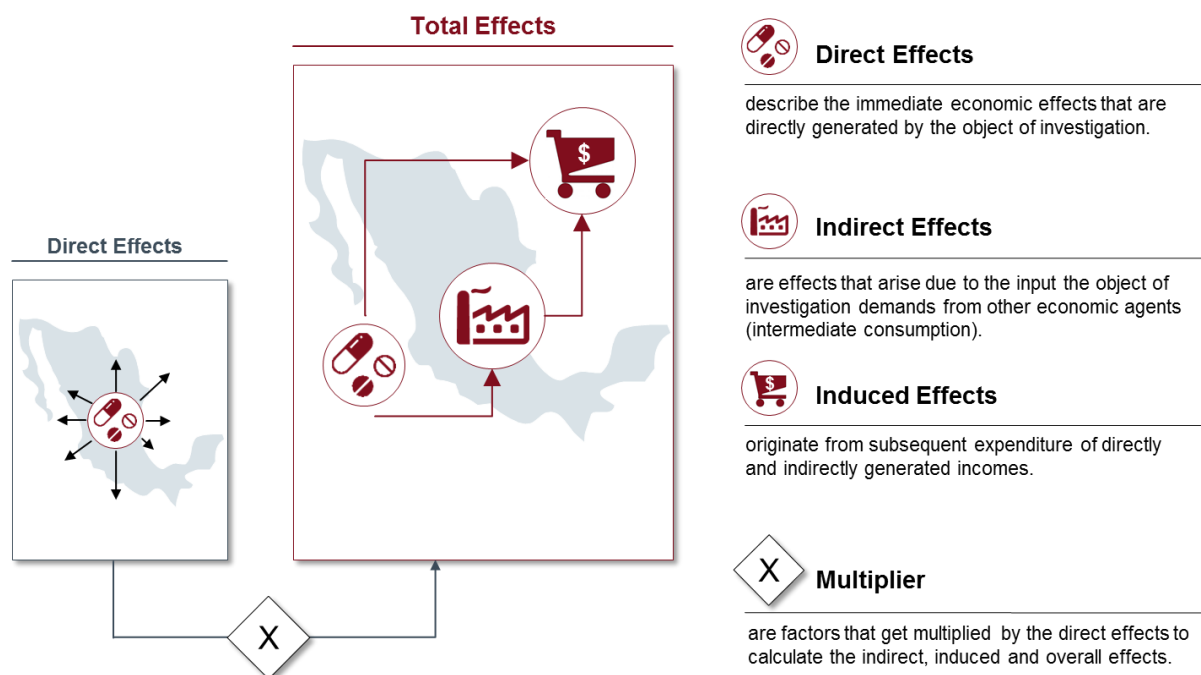 Total Effects
Direct Effects
$
X
Direct Effects
describe the immediate economic effects that are
directly generated by the object of investigation.
Indirect Effects
are effects that arise due to the input the object of
investigation demands from other economic agents
(intermediate consumption).
$
Induced Effects
originate from subsequent expenditure of directly
and indirectly generated incomes.
X
Multiplier
are factors that get multiplied by the direct effects to
calculate the indirect, induced and overall effects.